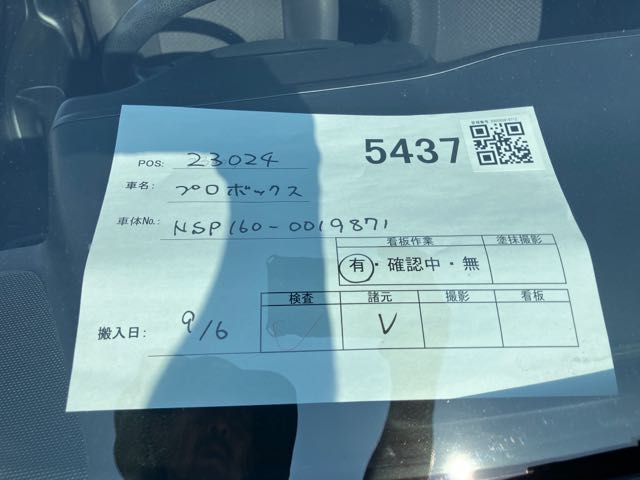 5437
POS: 23024
車名: プロボックス
車体No.: NSP160-0019871
看板作業 塗抹撮影
有・確認中・無
検査 諸元 撮影 看板
搬入日: 9/6 V